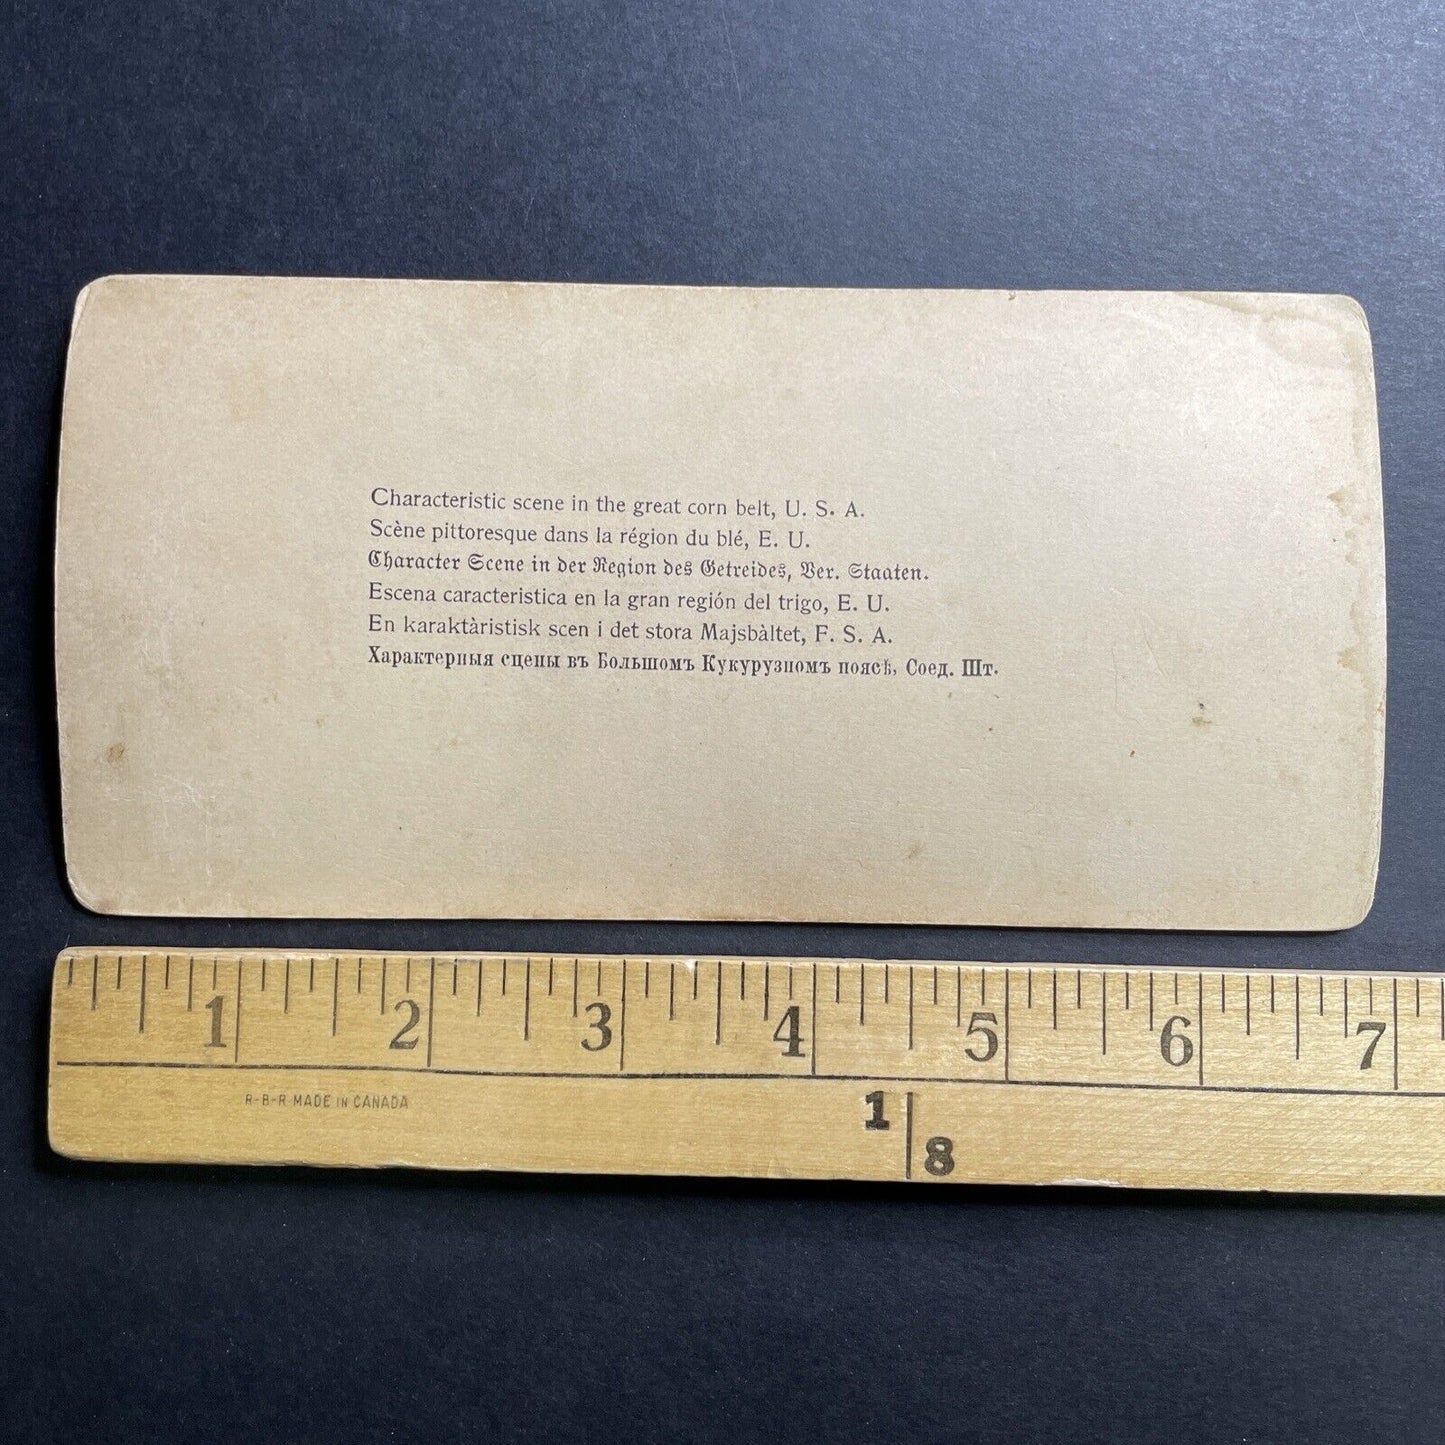 Characteristic scene in the great corn belt, U. S. A.
Scène pittoresque dans la région du blé, E. U.
Character Scene in der Region des Getreides, Ver. Staaten.
Escena caracteristica en la gran región del trigo, E. U.
En karaktàristisk scen i det stora Majsbàltet, F. S. A.
Характерныя сцены въ Большомъ Кукурузномъ поясѣ, Соед. Шт.
1 2 3 4 5 6 7
R-B-R MADE IN CANADA
1
8